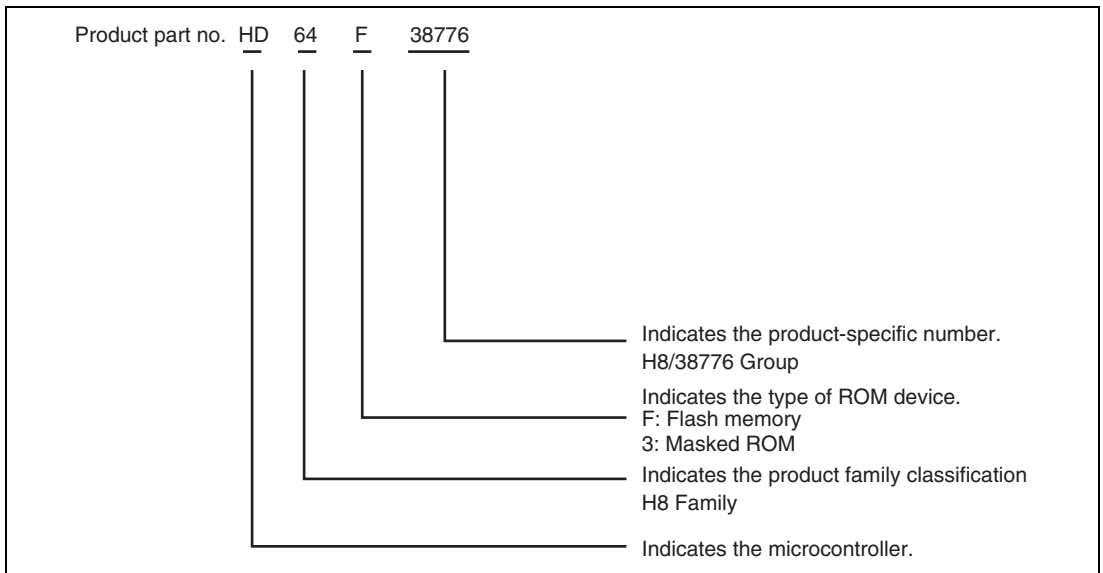 Product part no. HD 64 F 38776
Indicates the product-specific number.
H8/38776 Group
Indicates the type of ROM device.
F: Flash memory
3: Masked ROM
Indicates the product family classification
H8 Family
Indicates the microcontroller.